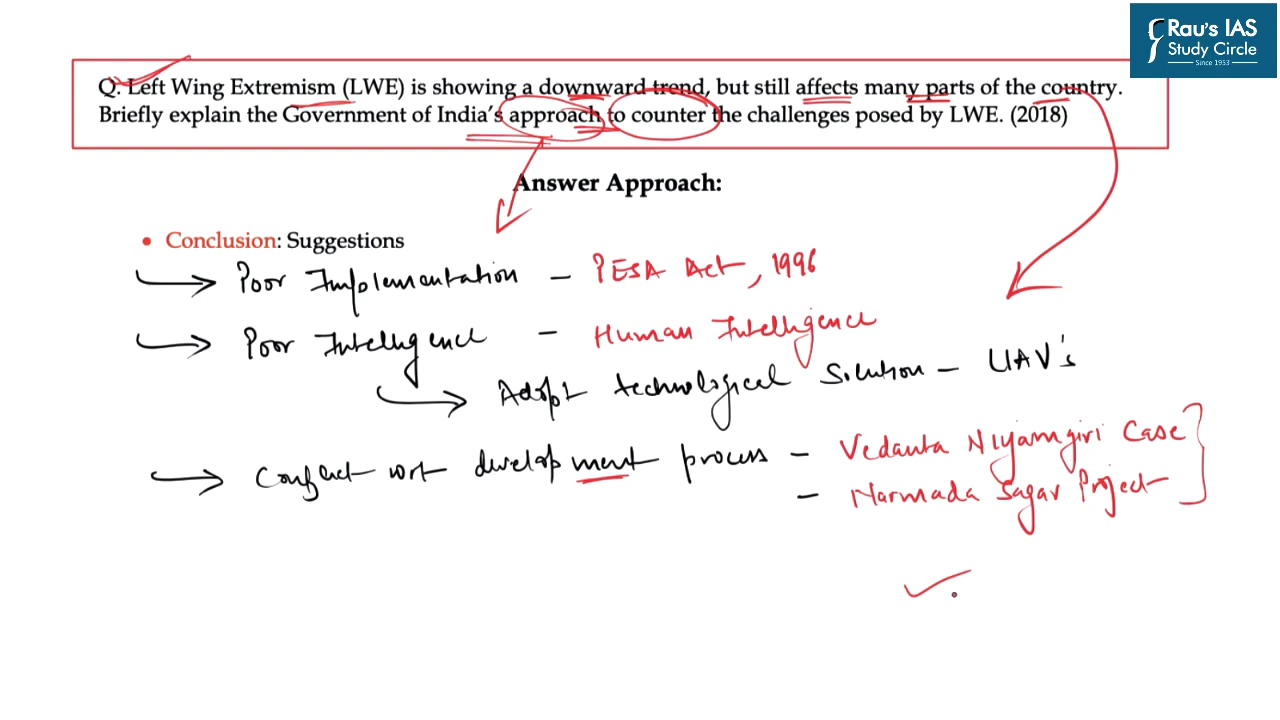 Rau's IAS
Study Circle
Since 1953
Q. Left Wing Extremism (LWE) is showing a downward trend, but still affects many parts of the country.
Briefly explain the Government of India's approach to counter the challenges posed by LWE. (2018)
Answer Approach:
• Conclusion: Suggestions
Poor Implementation – PESA Act, 1996
Poor Intelligence – Human Intelligence
Adopt technological Solution – UAV's
Conflict wrt development process – Vedanta Niyamgiri Case
– Narmada Sagar Project